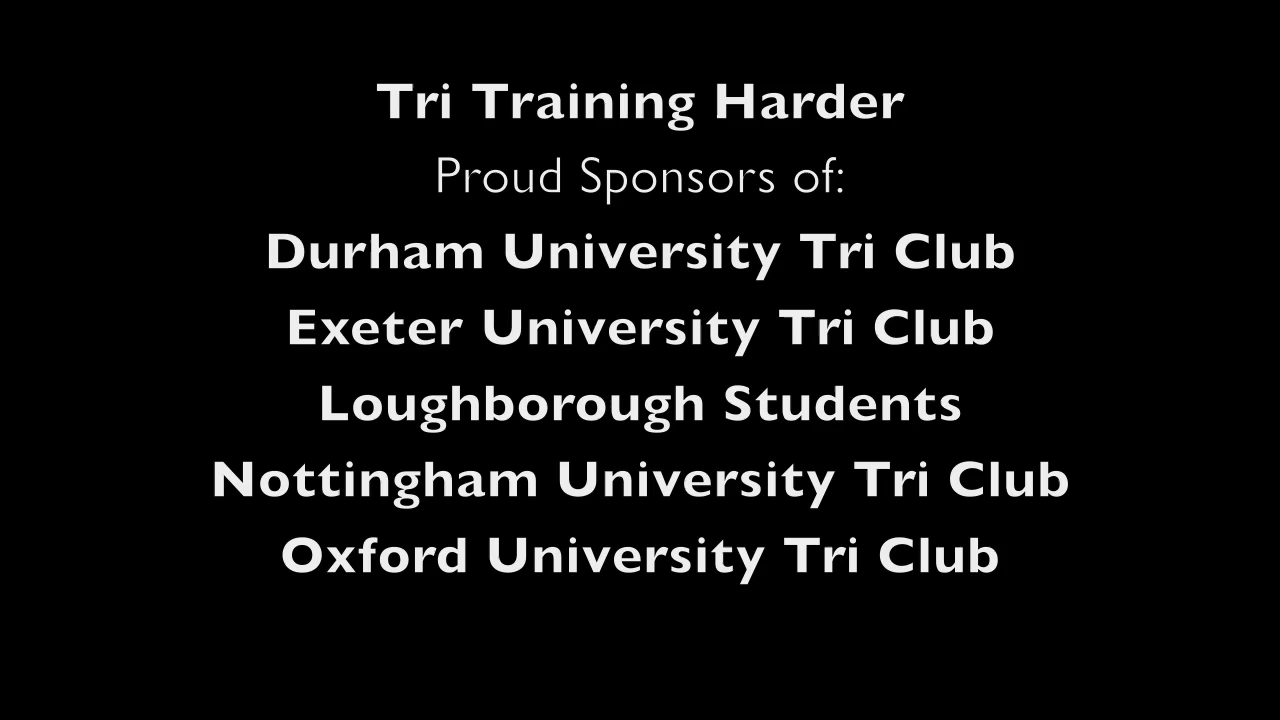 Tri Training Harder
Proud Sponsors of:
Durham University Tri Club
Exeter University Tri Club
Loughborough Students
Nottingham University Tri Club
Oxford University Tri Club